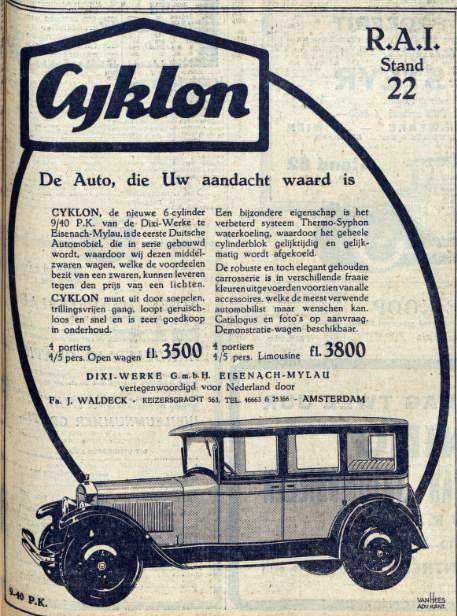 Cyklon
R.A.I.
Stand
22
De Auto, die Uw aandacht waard is
CYKLON, de nieuwe 6-cylinder
9/40 P.K. van de Dixi-Werke te
Eisenach-Mylau, is de eerste Duitsche
Automobiel, die in serie gebouwd
wordt, waardoor wij dezen middel-
zwaren wagen, welke de voordeelen
bezit van een zwaren, kunnen leveren
tegen den prijs van een lichten.
CYKLON munt uit door soepelen,
trillingsvrijen gang, loopt geruisch-
loos en snel en is zeer goedkoop
in onderhoud.
4 portiers
4/5 pers. Open wagen fl. 3500
Een bijzondere eigenschap is het
verbeterd systeem Thermo-Syphon
waterkoeling, waardoor het geheele
cylinderblok gelijktijdig en gelijk-
matig wordt afgekoeld.
De robuste en toch elegant gehouden
carrosserie is in verschillende fraaie
kleuren uitgevoerd en voorzien van alle
accessoires, welke de meest verwende
automobilist maar wenschen kan.
Catalogus en foto's op aanvraag.
Demonstratie-wagen beschikbaar.
4 portiers
4/5 pers. Limousine fl. 3800
DIXI-WERKE G.m.b.H. EISENACH-MYLAU
vertegenwoordigd voor Nederland door
Fa. J. WALDECK - KEIZERSGRACHT 563, TEL. 46663 & 25166 - AMSTERDAM
9-40 P.K.
VAN HEES
ADV. KANT.